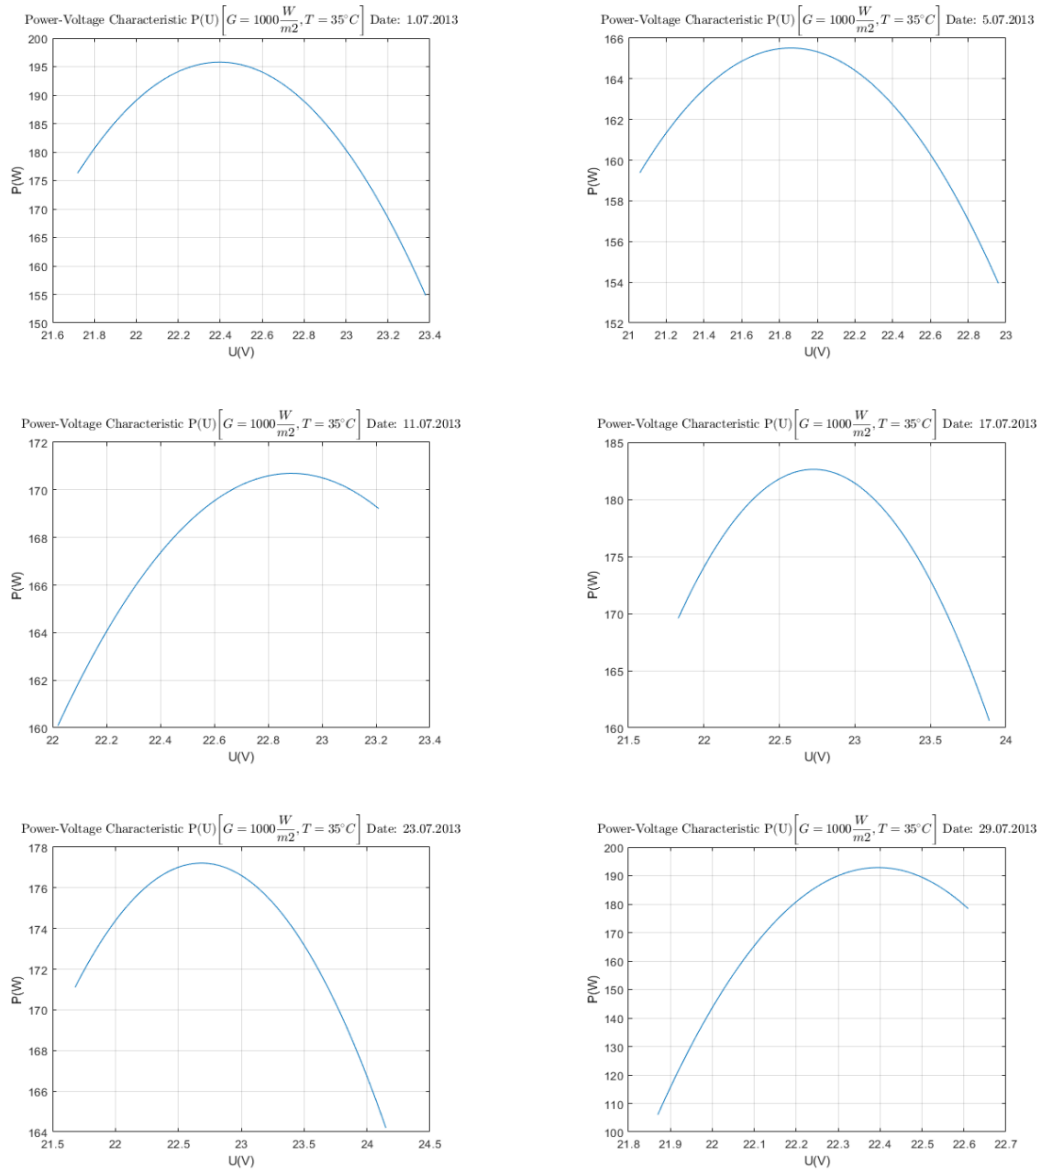 Power-Voltage Characteristic P(U)[G = 1000 W/m2, T = 35°C] Date: 1.07.2013
200
195
190
185
180
175
170
165
160
155
150
P(W)
21.6 21.8 22 22.2 22.4 22.6 22.8 23 23.2 23.4
U(V)
Power-Voltage Characteristic P(U)[G = 1000 W/m2, T = 35°C] Date: 5.07.2013
166
164
162
160
158
156
154
152
P(W)
21 21.2 21.4 21.6 21.8 22 22.2 22.4 22.6 22.8 23
U(V)
Power-Voltage Characteristic P(U)[G = 1000 W/m2, T = 35°C] Date: 11.07.2013
172
170
168
166
164
162
160
P(W)
22 22.2 22.4 22.6 22.8 23 23.2 23.4
U(V)
Power-Voltage Characteristic P(U)[G = 1000 W/m2, T = 35°C] Date: 17.07.2013
185
180
175
170
165
160
P(W)
21.5 22 22.5 23 23.5 24
U(V)
Power-Voltage Characteristic P(U)[G = 1000 W/m2, T = 35°C] Date: 23.07.2013
178
176
174
172
170
168
166
164
P(W)
21.5 22 22.5 23 23.5 24 24.5
U(V)
Power-Voltage Characteristic P(U)[G = 1000 W/m2, T = 35°C] Date: 29.07.2013
200
190
180
170
160
150
140
130
120
110
100
P(W)
21.8 21.9 22 22.1 22.2 22.3 22.4 22.5 22.6 22.7
U(V)